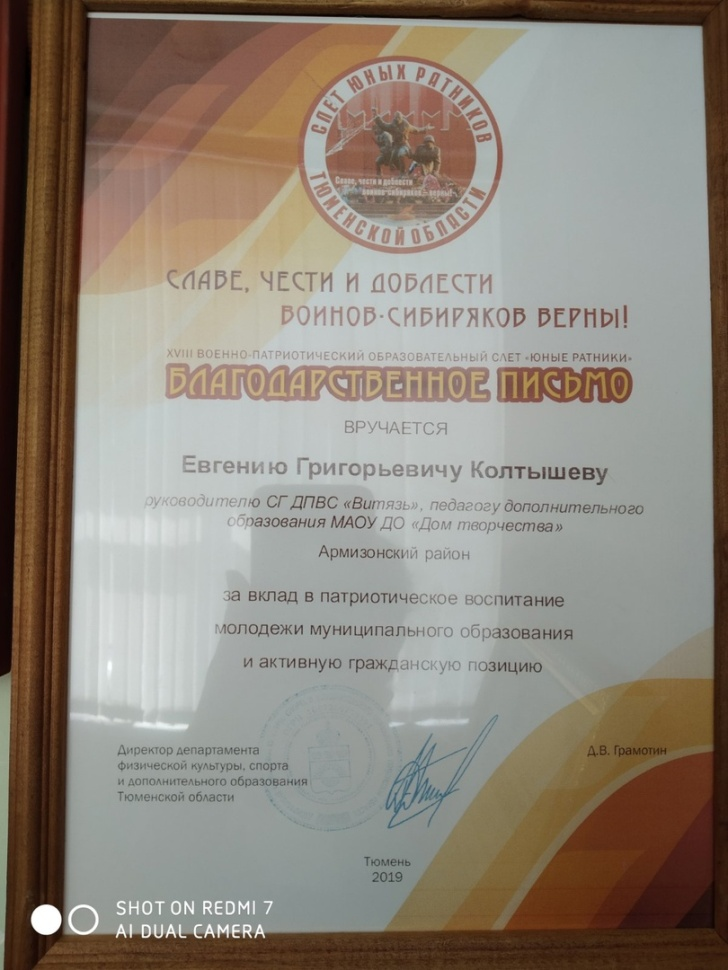 СЛЕТ ЮНЫХ РАТНИКОВ
Славе, чести и доблести
воинов-сибиряков - верны!
ТЮМЕНСКОЙ ОБЛАСТИ
СЛАВЕ, ЧЕСТИ И ДОБЛЕСТИ
ВОИНОВ-СИБИРЯКОВ ВЕРНЫ!
XVIII ВОЕННО-ПАТРИОТИЧЕСКИЙ ОБРАЗОВАТЕЛЬНЫЙ СЛЕТ «ЮНЫЕ РАТНИКИ»
БЛАГОДАРСТВЕННОЕ ПИСЬМО
ВРУЧАЕТСЯ
Евгению Григорьевичу Колтышеву
руководителю СГ ДПВС «Витязь», педагогу дополнительного
образования МАОУ ДО «Дом творчества»
Армизонский район
за вклад в патриотическое воспитание
молодежи муниципального образования
и активную гражданскую позицию
Директор департамента
физической культуры, спорта
и дополнительного образования
Тюменской области
Д.В. Грамотин
Тюмень
2019
SHOT ON REDMI 7
AI DUAL CAMERA